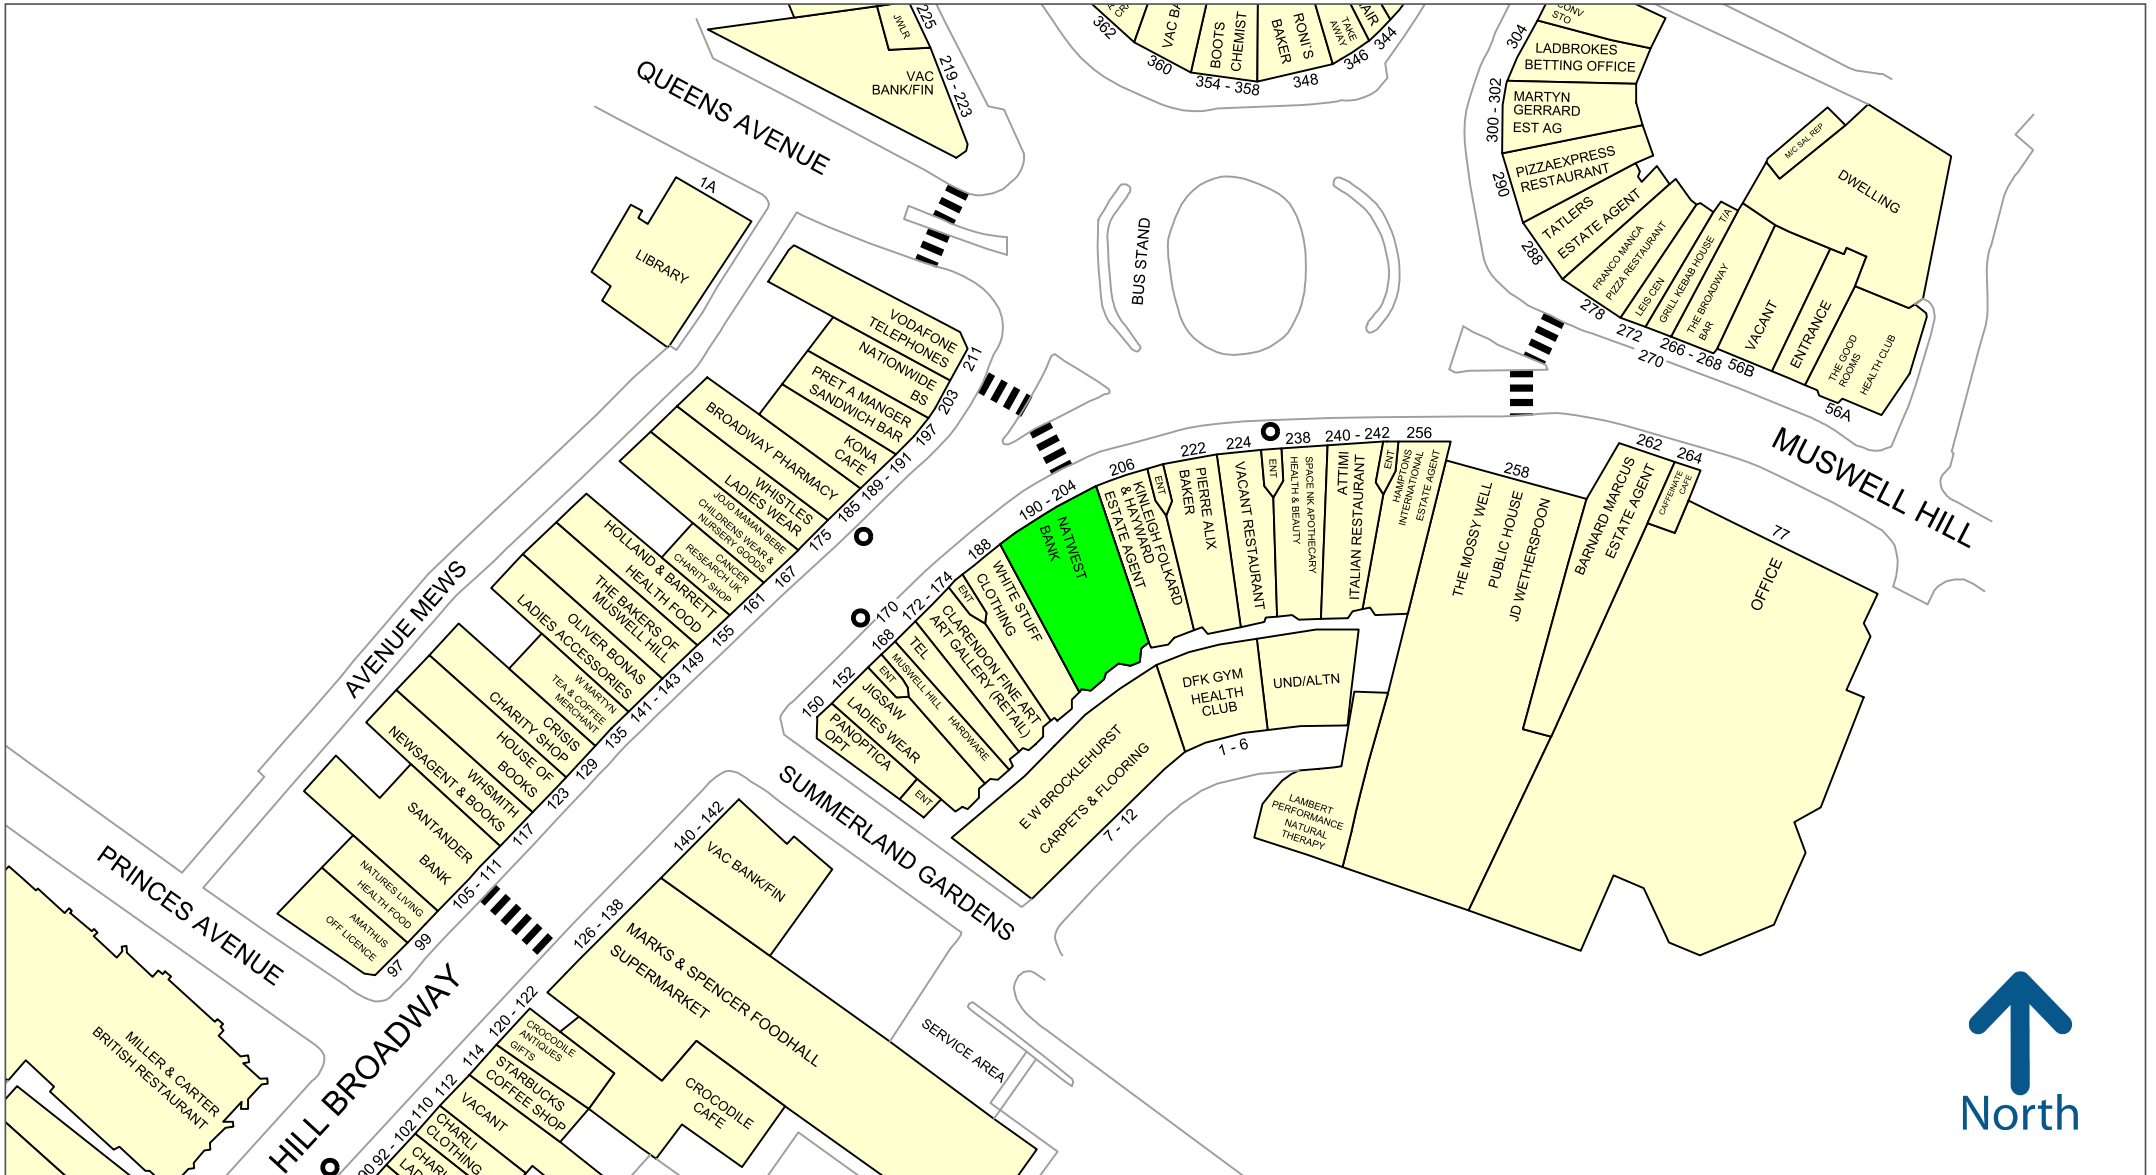 JWLR
225
VAC
BANK/FIN
219 - 223
QUEENS AVENUE
362
VAC BA
360
BOOTS
CHEMIST
354 - 358
RONI'S
BAKER
348
TAKE
AWAY
346
344
CONV
STO
304
LADBROKES
BETTING OFFICE
300 - 302
MARTYN
GERRARD
EST AG
PIZZAEXPRESS
RESTAURANT
290
TATLERS
ESTATE AGENT
288
FRANCO MANCA
PIZZA RESTAURANT
278
LEIS CEN
272
GRILL KEBAB HOUSE T/A
270
THE BROADWAY
BAR
266 - 268
VACANT
56B
ENTRANCE
THE GOOD
ROOMS
HEALTH CLUB
56A
M/C SAL REP
DWELLING
MUSWELL HILL
1A
LIBRARY
BUS STAND
VODAFONE
TELEPHONES
211
NATIONWIDE
BS
203
PRET A MANGER
SANDWICH BAR
197
KONA
CAFE
189 - 191
BROADWAY PHARMACY
185
WHISTLES
LADIES WEAR
175
JOJO MAMAN BEBE
CHILDRENS WEAR &
NURSERY GOODS
167
CANCER
RESEARCH UK
CHARITY SHOP
161
HOLLAND & BARRETT
HEALTH FOOD
155
THE BAKERS OF
MUSWELL HILL
149
OLIVER BONAS
LADIES ACCESSORIES
141 - 143
W MARTYN
TEA & COFFEE
MERCHANT
135
CRISIS
CHARITY SHOP
129
HOUSE OF
BOOKS
123
WHSMITH
NEWSAGENT & BOOKS
117
SANTANDER
BANK
105 - 111
NATURES LIVING
HEALTH FOOD
99
AMATHUS
OFF LICENCE
97
AVENUE MEWS
PRINCES AVENUE
MILLER & CARTER
BRITISH RESTAURANT
HILL BROADWAY
150
PANOPTICA
OPT
ENT
152
JIGSAW
LADIES WEAR
ENT
168
MUSWELL HILL HARDWARE
170
TEL
172 - 174
CLARENDON FINE ART
ART GALLERY (RETAIL)
ENT
188
WHITE STUFF
CLOTHING
190 - 204
NATWEST
BANK
206
KINLEIGH FOLKARD
& HAYWARD
ESTATE AGENT
ENT
222
PIERRE ALIX
BAKER
224
VACANT RESTAURANT
ENT
238
SPACE NK APOTHECARY
HEALTH & BEAUTY
240 - 242
ATTIMI
ITALIAN RESTAURANT
ENT
256
HAMPTONS
INTERNATIONAL
ESTATE AGENT
258
THE MOSSY WELL
PUBLIC HOUSE
JD WETHERSPOON
262
BARNARD MARCUS
ESTATE AGENT
264
CAFFEINATE
CAFE
77
OFFICE
DFK GYM
HEALTH
CLUB
UND/ALTN
1 - 6
E W BROCKLEHURST
CARPETS & FLOORING
7 - 12
LAMBERT
PERFORMANCE
NATURAL
THERAPY
SUMMERLAND GARDENS
140 - 142
VAC BANK/FIN
126 - 138
MARKS & SPENCER FOODHALL
SUPERMARKET
120 - 122
CROCODILE
ANTIQUES
GIFTS
114
STARBUCKS
COFFEE SHOP
112
VACANT
110
CHARLI
CLOTHING
92 - 102
CROCODILE
CAFE
SERVICE AREA
North